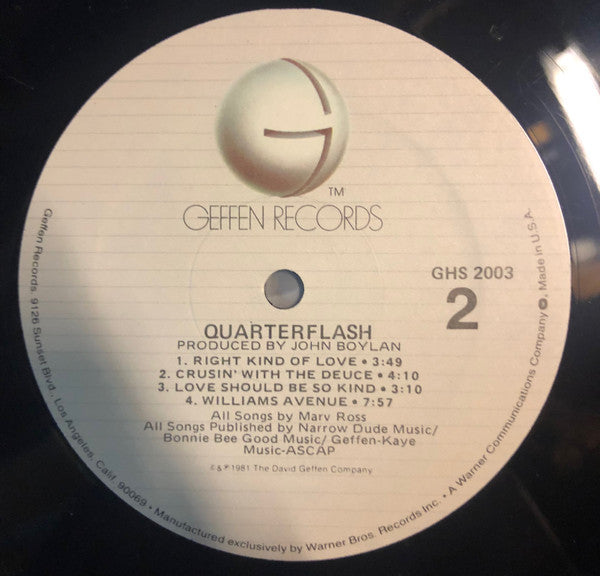 TM
GEFFEN RECORDS
GHS 2003
2
QUARTERFLASH
PRODUCED BY JOHN BOYLAN
1. RIGHT KIND OF LOVE • 3:49
2. CRUSIN' WITH THE DEUCE • 4:10
3. LOVE SHOULD BE SO KIND • 3:10
4. WILLIAMS AVENUE • 7:57
All Songs by Marv Ross
All Songs Published by Narrow Dude Music/
Bonnie Bee Good Music/ Geffen-Kaye
Music-ASCAP
© & ℗ 1981 The David Geffen Company
Geffen Records, 9126 Sunset Blvd., Los Angeles, Calif. 90069 • Manufactured exclusively by Warner Bros. Records Inc. • A Warner Communications Company. Made in U.S.A.